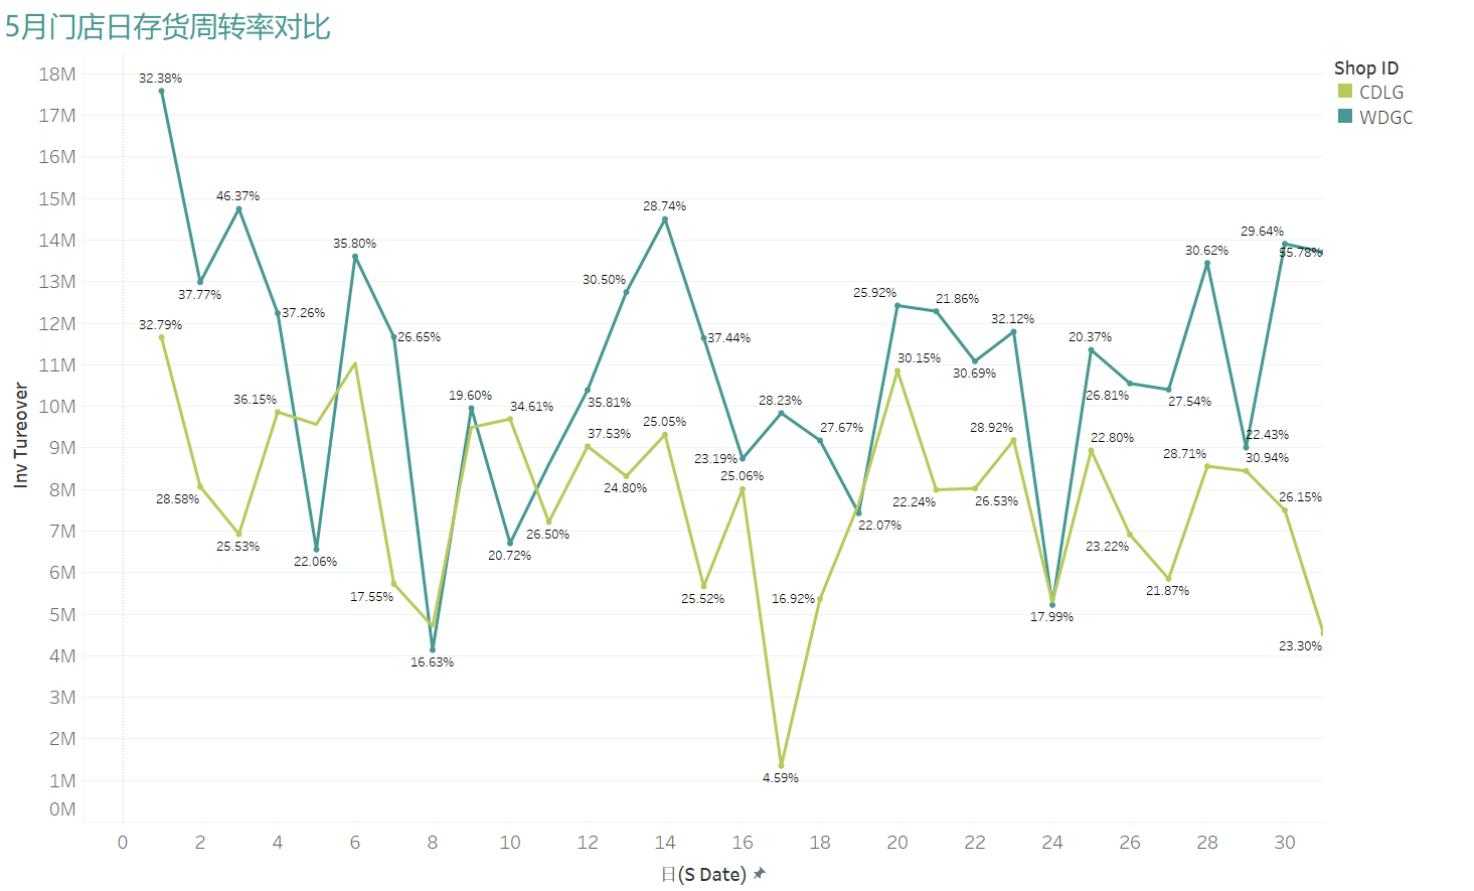 5月门店日存货周转率对比
Shop ID
CDLG
WDGC
Inv Tureover
18M
17M
16M
15M
14M
13M
12M
11M
10M
9M
8M
7M
6M
5M
4M
3M
2M
1M
0M
32.38%
46.37%
28.74%
29.64%
35.80%
30.62%
55.78%
37.77%
30.50%
25.92%
21.86%
37.26%
32.12%
32.79%
26.65%
37.44%
20.37%
30.15%
30.69%
19.60%
36.15%
34.61%
35.81%
28.23%
26.81%
27.54%
37.53%
25.05%
27.67%
28.92%
22.80%
22.43%
23.19%
28.71%
30.94%
25.06%
24.80%
28.58%
22.24%
26.53%
26.15%
22.07%
26.50%
25.53%
23.22%
20.72%
22.06%
21.87%
17.55%
25.52%
16.92%
17.99%
23.30%
16.63%
4.59%
0
2
4
6
8
10
12
14
16
18
20
22
24
26
28
30
日(S Date)